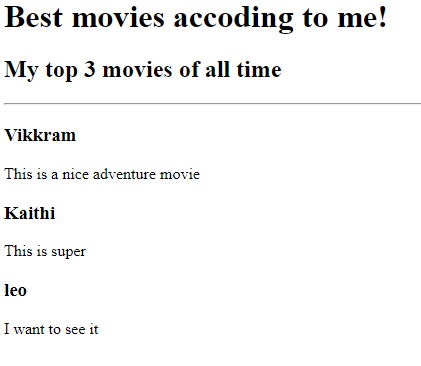 Best movies accoding to me!
My top 3 movies of all time
Vikkram
This is a nice adventure movie
Kaithi
This is super
leo
I want to see it